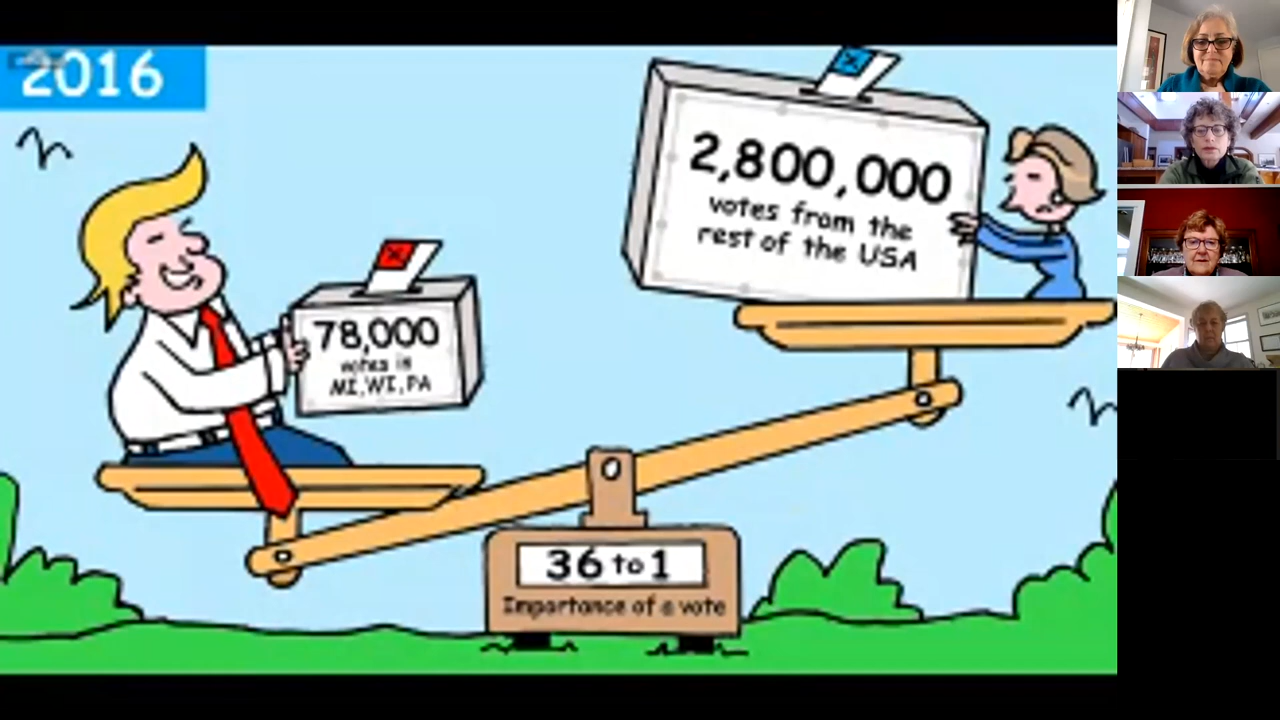 2016
2,800,000
votes from the
rest of the USA
78,000
votes in
MI, WI, PA
36 to 1
Importance of a vote